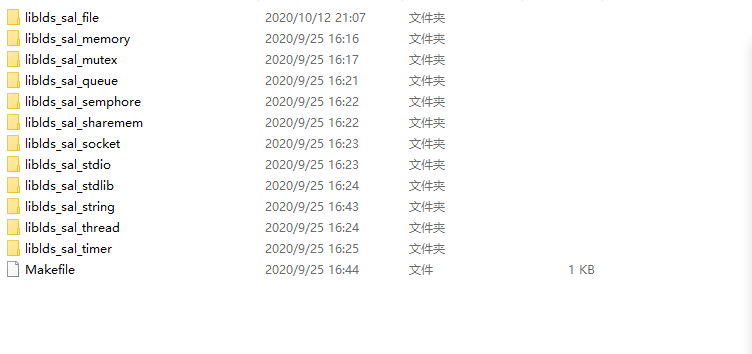 liblds_sal_file 2020/10/12 21:07 文件夹
liblds_sal_memory 2020/9/25 16:16 文件夹
liblds_sal_mutex 2020/9/25 16:17 文件夹
liblds_sal_queue 2020/9/25 16:21 文件夹
liblds_sal_semphore 2020/9/25 16:22 文件夹
liblds_sal_sharemem 2020/9/25 16:22 文件夹
liblds_sal_socket 2020/9/25 16:23 文件夹
liblds_sal_stdio 2020/9/25 16:23 文件夹
liblds_sal_stdlib 2020/9/25 16:24 文件夹
liblds_sal_string 2020/9/25 16:43 文件夹
liblds_sal_thread 2020/9/25 16:24 文件夹
liblds_sal_timer 2020/9/25 16:25 文件夹
Makefile 2020/9/25 16:44 文件 1 KB